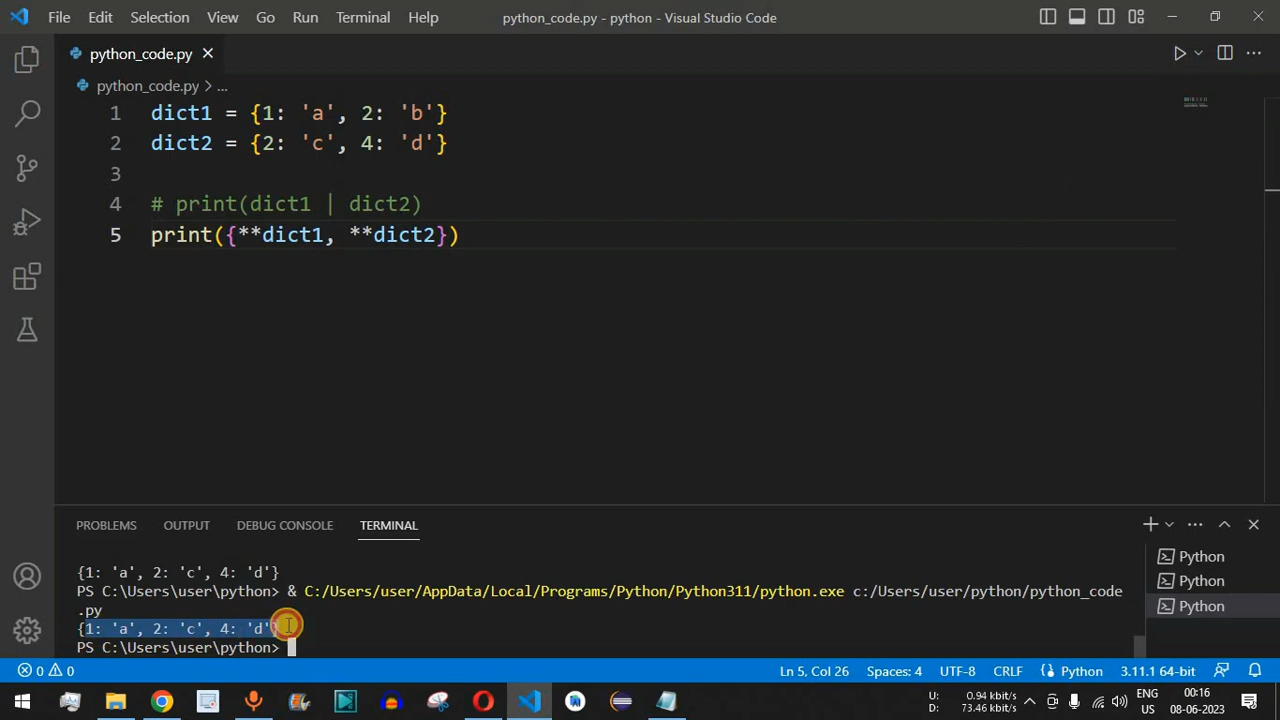 File Edit Selection View Go Run Terminal Help python_code.py - python - Visual Studio Code
python_code.py
python_code.py > ...
1 dict1 = {1: 'a', 2: 'b'}
2 dict2 = {2: 'c', 4: 'd'}
3
4 # print(dict1 | dict2)
5 print({**dict1, **dict2})
PROBLEMS OUTPUT DEBUG CONSOLE TERMINAL
{1: 'a', 2: 'c', 4: 'd'}
Python
PS C:\Users\user\python> & C:/Users/user/AppData/Local/Programs/Python/Python311/python.exe c:/Users/user/python/python_code
Python
.py
Python
{1: 'a', 2: 'c', 4: 'd'}
PS C:\Users\user\python>
0 0 Ln 5, Col 26 Spaces: 4 UTF-8 CRLF Python 3.11.1 64-bit
U: 0.94 kbit/s ENG 00:16
D: 73.46 kbit/s US 08-06-2023